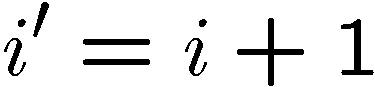 i′ = i + 1